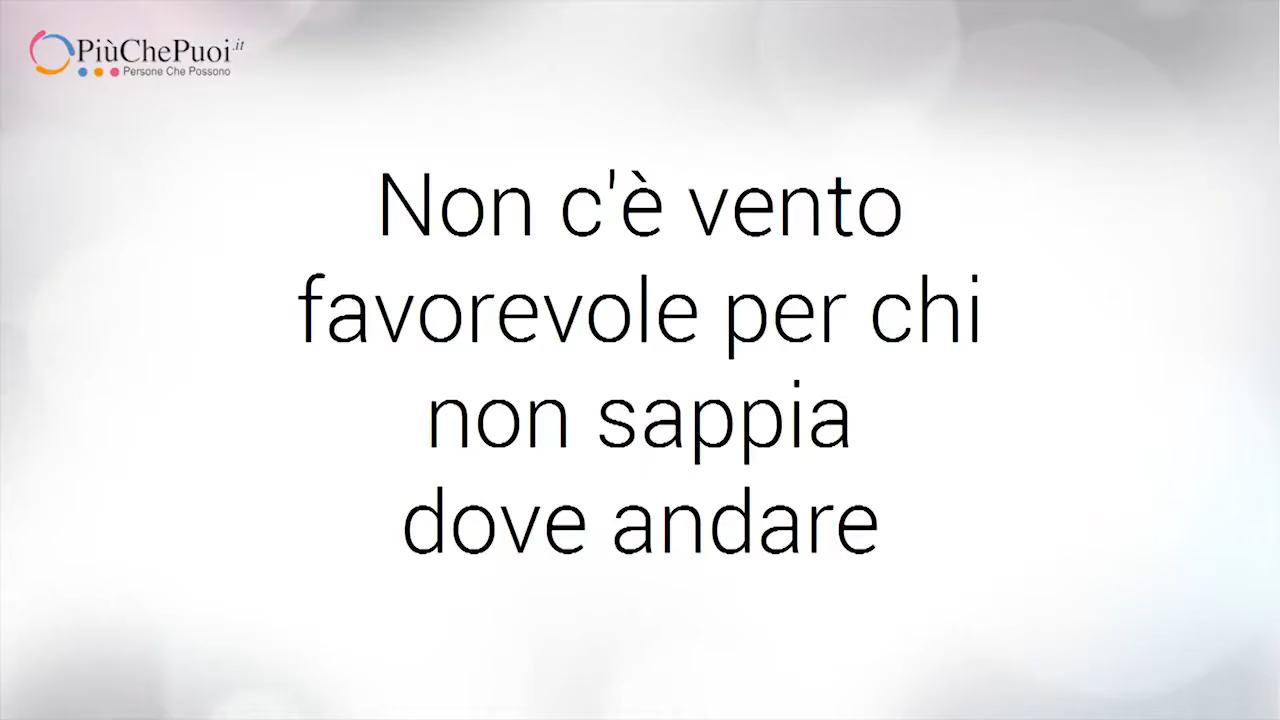 PiùChePuoi.it
Persone Che Possono
Non c'è vento
favorevole per chi
non sappia
dove andare